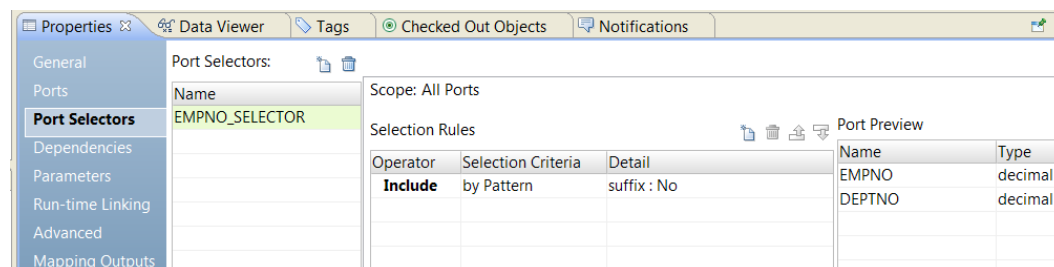 Properties Data Viewer Tags Checked Out Objects Notifications
General
Ports
Port Selectors
Dependencies
Parameters
Run-time Linking
Advanced
Mapping Outputs
Port Selectors:
Name
EMPNO_SELECTOR
Scope: All Ports
Selection Rules
Operator Selection Criteria Detail
Include by Pattern suffix : No
Port Preview
Name Type
EMPNO decimal
DEPTNO decimal